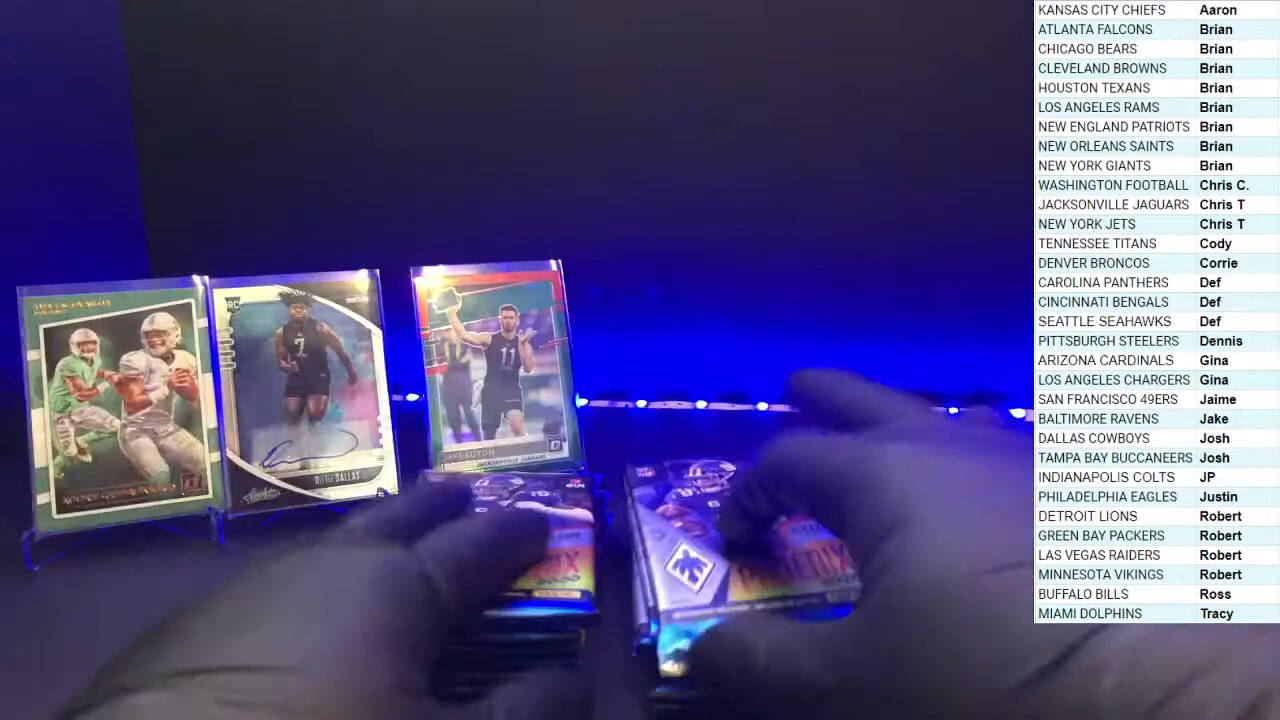 KANSAS CITY CHIEFS Aaron
ATLANTA FALCONS Brian
CHICAGO BEARS Brian
CLEVELAND BROWNS Brian
HOUSTON TEXANS Brian
LOS ANGELES RAMS Brian
NEW ENGLAND PATRIOTS Brian
NEW ORLEANS SAINTS Brian
NEW YORK GIANTS Brian
WASHINGTON FOOTBALL Chris C.
JACKSONVILLE JAGUARS Chris T
NEW YORK JETS Chris T
TENNESSEE TITANS Cody
DENVER BRONCOS Corrie
CAROLINA PANTHERS Def
CINCINNATI BENGALS Def
SEATTLE SEAHAWKS Def
PITTSBURGH STEELERS Dennis
ARIZONA CARDINALS Gina
LOS ANGELES CHARGERS Gina
SAN FRANCISCO 49ERS Jaime
BALTIMORE RAVENS Jake
DALLAS COWBOYS Josh
TAMPA BAY BUCCANEERS Josh
INDIANAPOLIS COLTS JP
PHILADELPHIA EAGLES Justin
DETROIT LIONS Robert
GREEN BAY PACKERS Robert
LAS VEGAS RAIDERS Robert
MINNESOTA VIKINGS Robert
BUFFALO BILLS Ross
MIAMI DOLPHINS Tracy
RC
7
DALLAS
11
JAKE LUTON
JACKSONVILLE JAGUARS